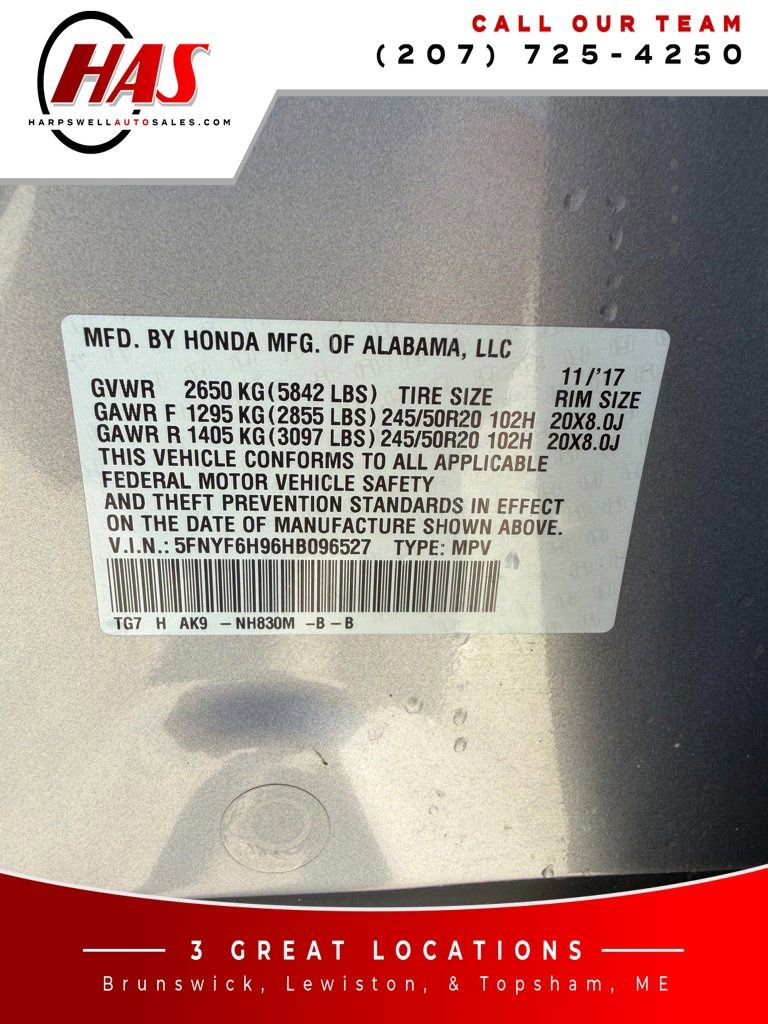 HAS
HARPSWELLAUTOSALES.COM
CALL OUR TEAM
(207) 725-4250
MFD. BY HONDA MFG. OF ALABAMA, LLC
11/'17
GVWR 2650 KG(5842 LBS) TIRE SIZE RIM SIZE
GAWR F 1295 KG(2855 LBS) 245/50R20 102H 20X8.0J
GAWR R 1405 KG(3097 LBS) 245/50R20 102H 20X8.0J
THIS VEHICLE CONFORMS TO ALL APPLICABLE
FEDERAL MOTOR VEHICLE SAFETY
AND THEFT PREVENTION STANDARDS IN EFFECT
ON THE DATE OF MANUFACTURE SHOWN ABOVE.
V.I.N.: 5FNYF6H96HB096527 TYPE: MPV
TG7 H AK9 -NH830M -B-B
3 GREAT LOCATIONS
Brunswick, Lewiston, & Topsham, ME